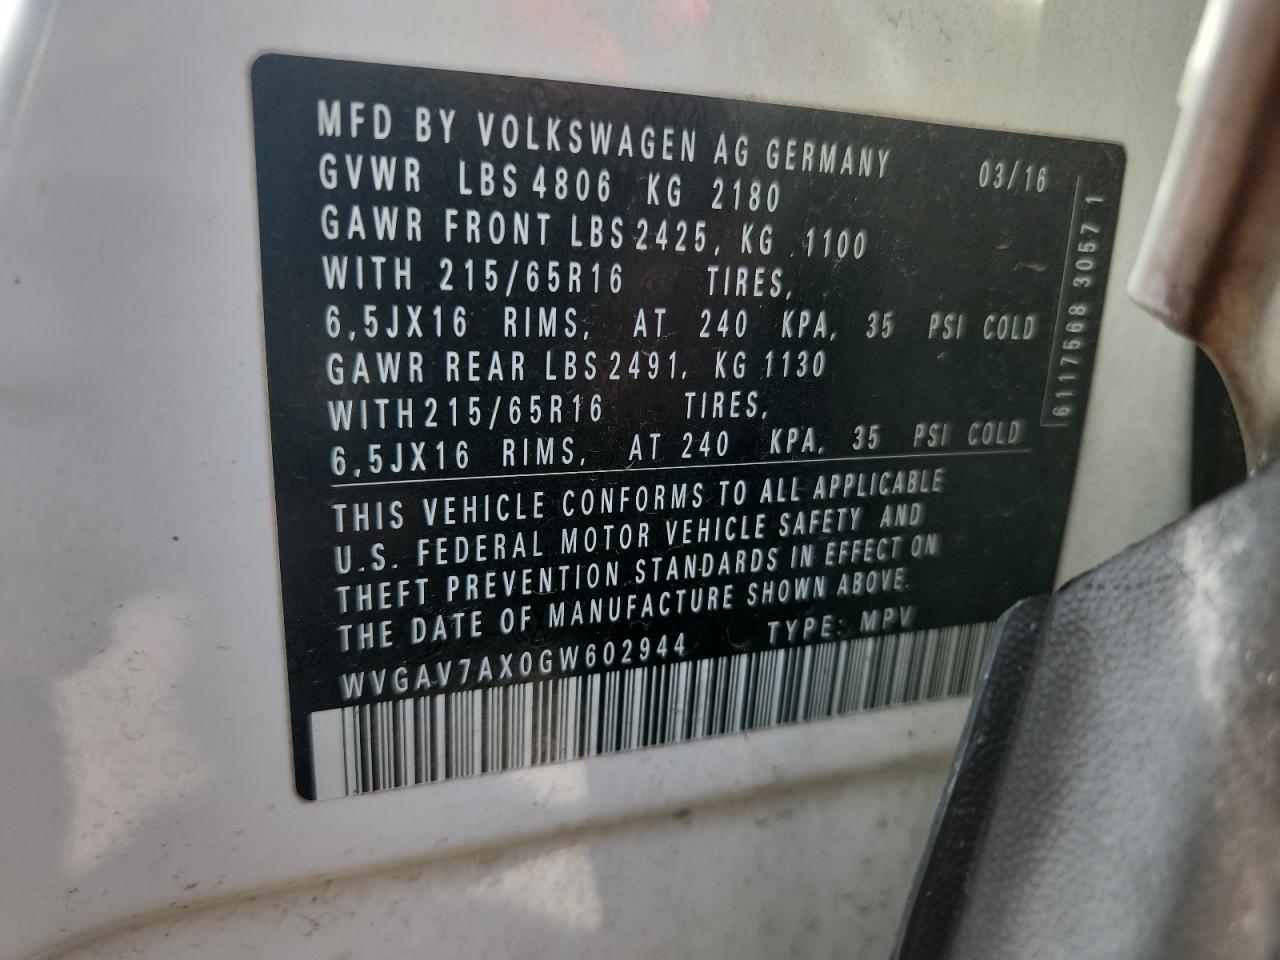 MFD BY VOLKSWAGEN AG GERMANY 03/16
GVWR LBS 4806 KG 2180
GAWR FRONT LBS 2425, KG 1100
WITH 215/65R16 TIRES,
6,5JX16 RIMS, AT 240 KPA, 35 PSI COLD
GAWR REAR LBS 2491, KG 1130
WITH 215/65R16 TIRES,
6,5JX16 RIMS, AT 240 KPA, 35 PSI COLD
THIS VEHICLE CONFORMS TO ALL APPLICABLE
U.S. FEDERAL MOTOR VEHICLE SAFETY AND
THEFT PREVENTION STANDARDS IN EFFECT ON
THE DATE OF MANUFACTURE SHOWN ABOVE.
WVGAV7AX0GW602944 TYPE: MPV
6117568 3057 1